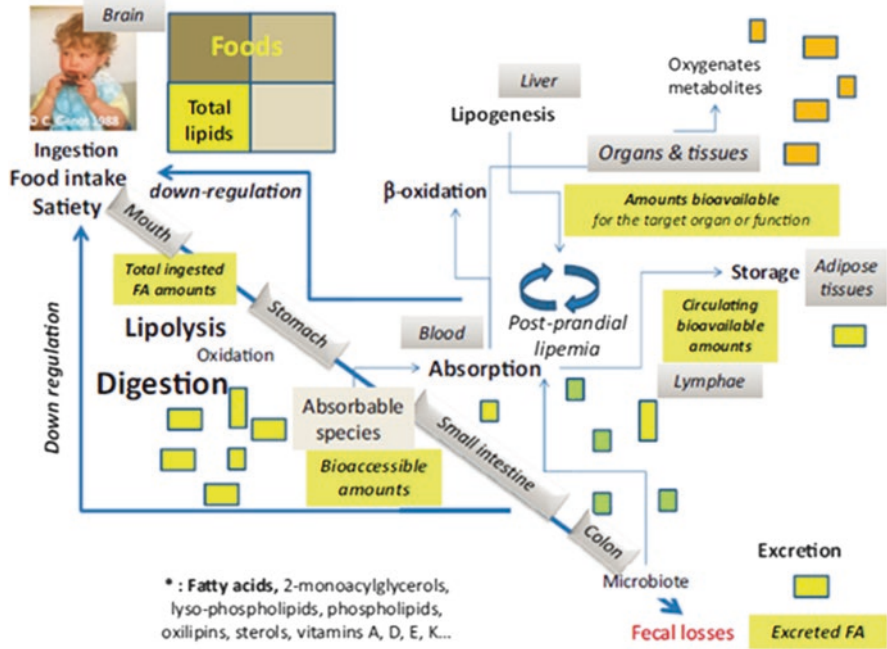 Brain
Foods
Total
lipids
D C. Genot 1988
Ingestion
Food intake
Satiety
down-regulation
Mouth
Total ingested
FA amounts
Lipolysis
Oxidation
Digestion
Down regulation
Stomach
Absorbable
species
Bioaccessible
amounts
Small intestine
Colon
Blood
Absorption
Liver
Lipogenesis
β-oxidation
Post-prandial
lipemia
Oxygenates
metabolites
Organs & tissues
Amounts bioavailable
for the target organ or function
Storage
Adipose
tissues
Circulating
bioavailable
amounts
Lymphae
Microbiote
Excretion
Fecal losses
Excreted FA
* : Fatty acids, 2-monoacylglycerols,
lyso-phospholipids, phospholipids,
oxilipins, sterols, vitamins A, D, E, K...